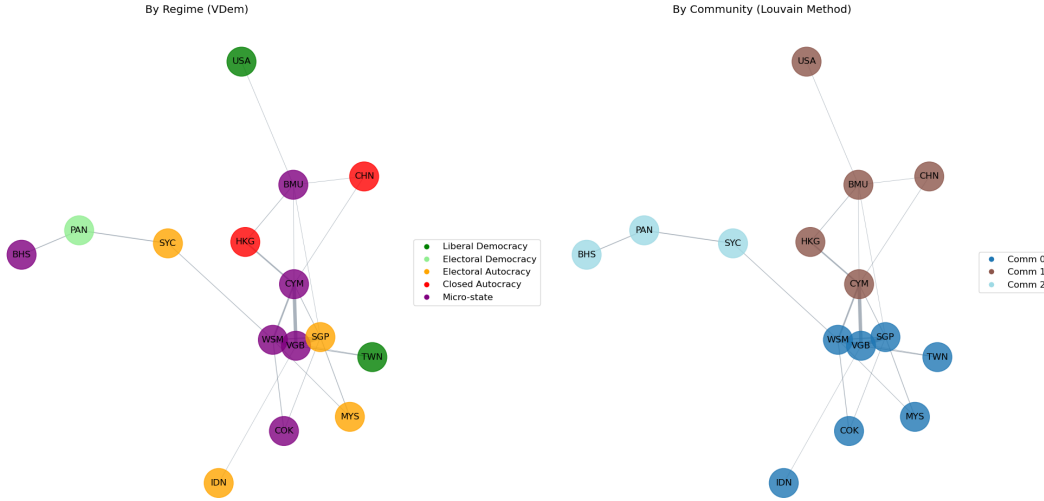 By Regime (VDem)
USA
BMU
CHN
PAN
HKG
SYC
BHS
CYM
WSM
VGB
SGP
TWN
MYS
COK
IDN
Liberal Democracy
Electoral Democracy
Electoral Autocracy
Closed Autocracy
Micro-state
By Community (Louvain Method)
USA
BMU
CHN
PAN
HKG
SYC
BHS
CYM
WSM
VGB
SGP
TWN
MYS
COK
IDN
Comm 0
Comm 1
Comm 2